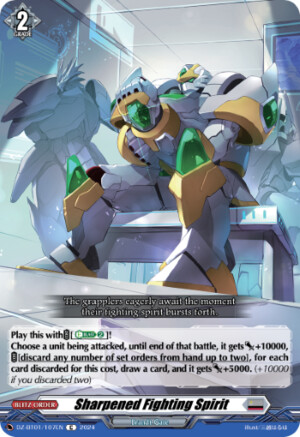 2
GRADE
The grapplers eagerly await the moment
their fighting spirit bursts forth.
Play this with [ 2]!
Choose a unit being attacked, until end of that battle, it gets +10000,
[discard any number of set orders from hand up to two], for each
card discarded for this cost, draw a card, and it gets +5000. (+10000
if you discarded two)
BLITZ ORDER
Sharpened Fighting Spirit